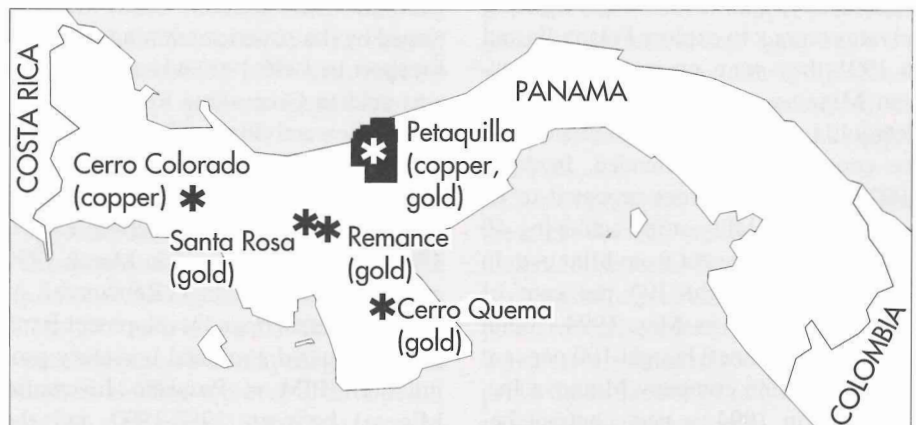 COSTA RICA
PANAMA
Petaquilla
(copper,
gold)
Cerro Colorado
(copper)
Santa Rosa
(gold)
Remance
(gold)
Cerro Quema
(gold)
COLOMBIA